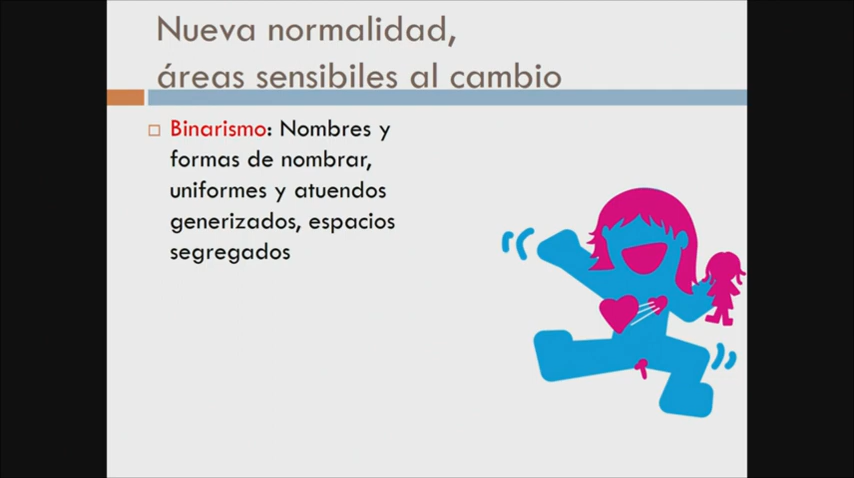 Nueva normalidad,
áreas sensibiles al cambio
Binarismo: Nombres y
formas de nombrar,
uniformes y atuendos
generizados, espacios
segregados